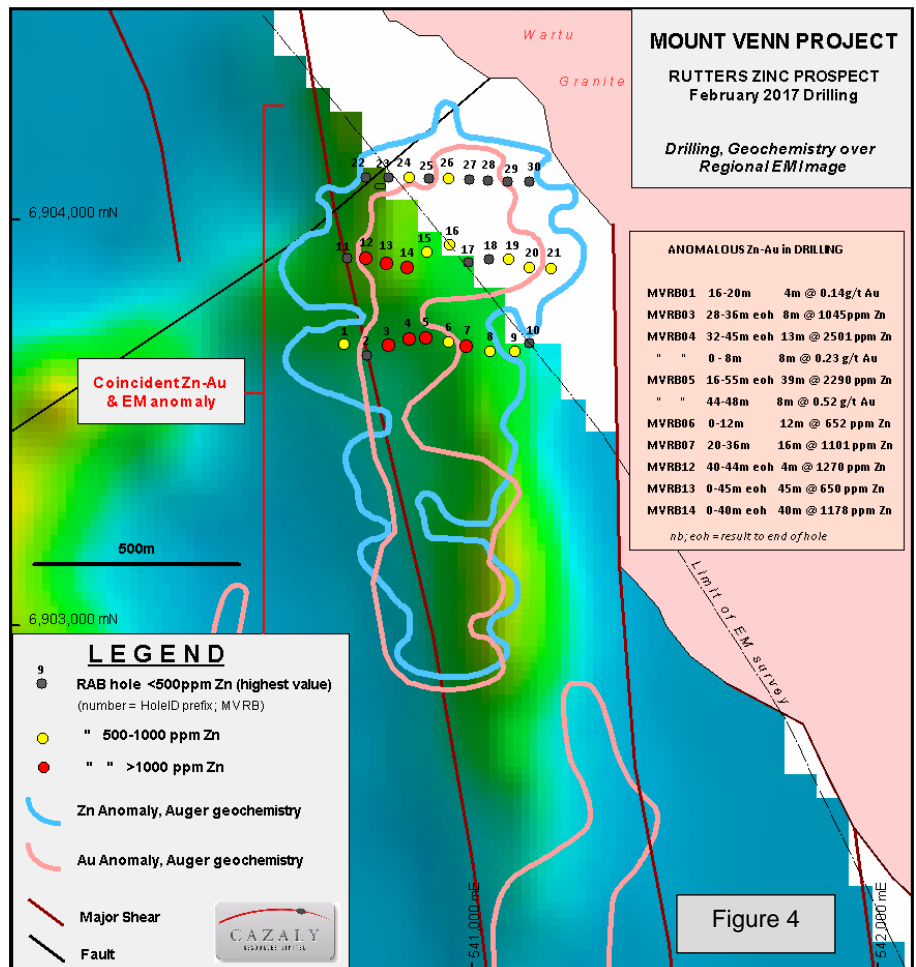 MOUNT VENN PROJECT
RUTTERS ZINC PROSPECT
February 2017 Drilling
Drilling, Geochemistry over
Regional EM Image
Wartu
Granite
22 23 24 25 26 27 28 29 30
6,904,000 mN
11 12 13 14 15 16 17 18 19 20 21
1 2 3 4 5 6 7 8 9 10
ANOMALOUS Zn-Au in DRILLING
MVRB01 16-20m 4m @ 0.14g/t Au
MVRB03 28-36m eoh 8m @ 1045ppm Zn
MVRB04 32-45m eoh 13m @ 2501 ppm Zn
" " 0 - 8m 8m @ 0.23 g/t Au
MVRB05 16-55m eoh 39m @ 2290 ppm Zn
" " 44-48m 8m @ 0.52 g/t Au
MVRB06 0-12m 12m @ 652 ppm Zn
MVRB07 20-36m 16m @ 1101 ppm Zn
MVRB12 40-44m eoh 4m @ 1270 ppm Zn
MVRB13 0-45m eoh 45m @ 650 ppm Zn
MVRB14 0-40m eoh 40m @ 1178 ppm Zn
nb; eoh = result to end of hole
Coincident Zn-Au
& EM anomaly
500m
Limit of EM survey
6,903,000 mN
LEGEND
9
RAB hole <500ppm Zn (highest value)
(number = HoleID prefix; MVRB)
" 500-1000 ppm Zn
" " >1000 ppm Zn
Zn Anomaly, Auger geochemistry
Au Anomaly, Auger geochemistry
Major Shear
Fault
CAZALY
RESOURCES LIMITED
541,000 mE
542,000 mE
Figure 4